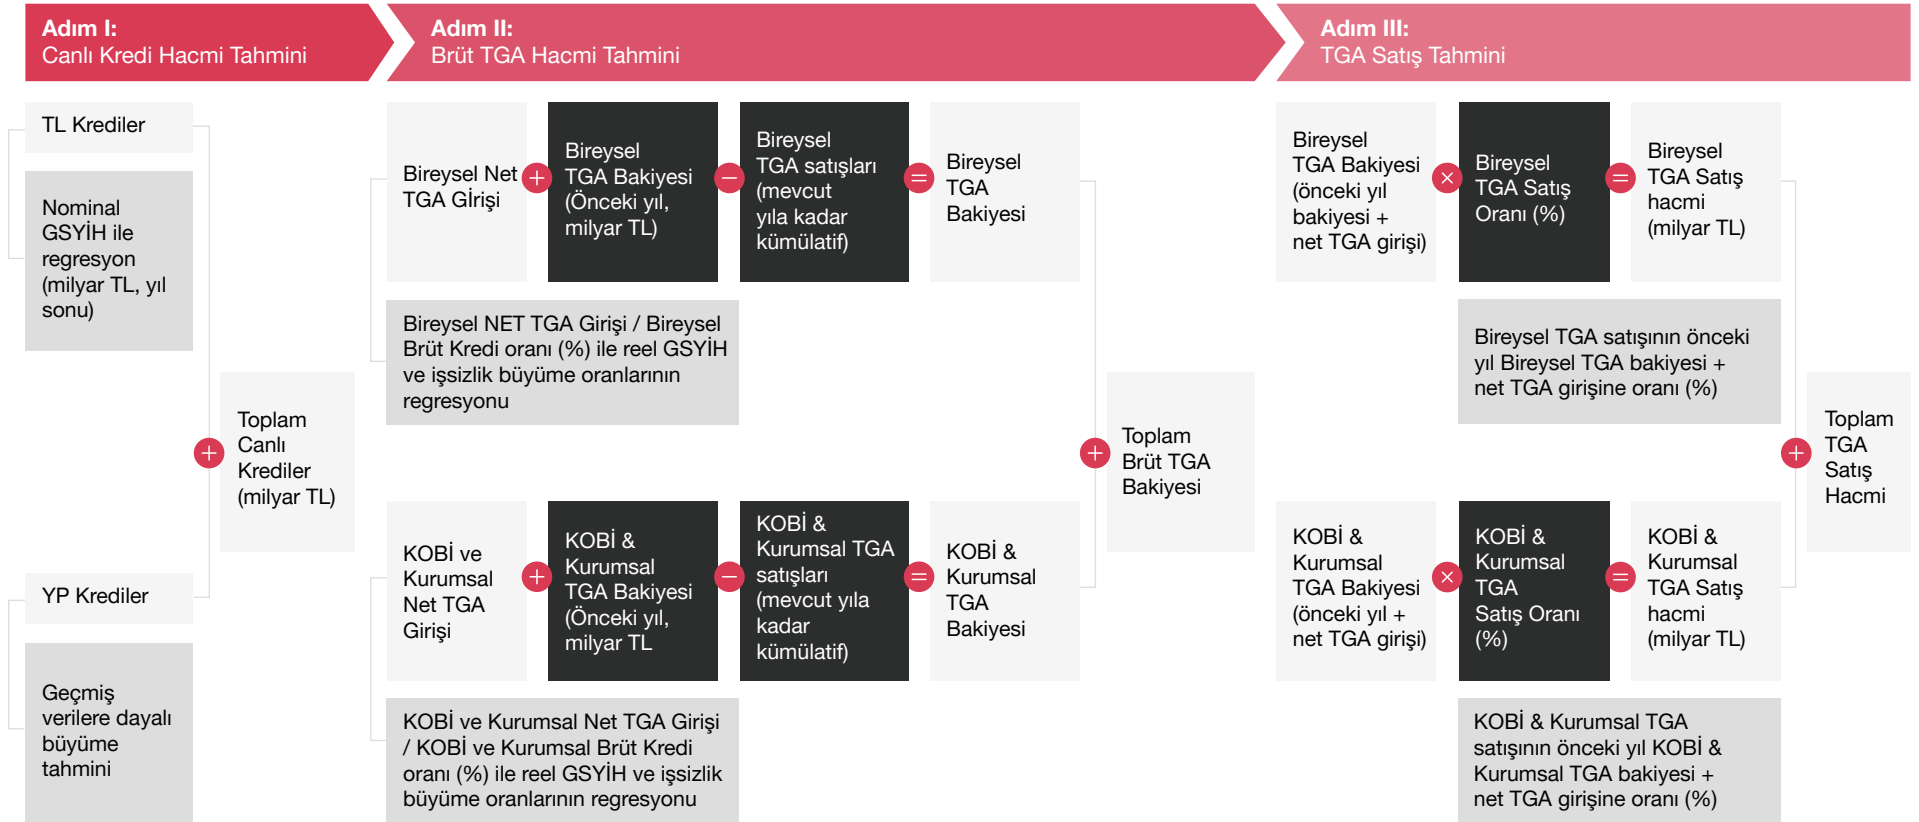 Adım I:
Canlı Kredi Hacmi Tahmini
Adım II:
Brüt TGA Hacmi Tahmini
Adım III:
TGA Satış Tahmini
TL Krediler
Nominal
GSYİH ile
regresyon
(milyar TL, yıl
sonu)
YP Krediler
Geçmiş
verilere dayalı
büyüme
tahmini
+
Toplam
Canlı
Krediler
(milyar TL)
Bireysel Net
TGA Gİrişi
+
Bireysel
TGA Bakiyesi
(Önceki yıl,
milyar TL)
−
Bireysel
TGA satışları
(mevcut
yıla kadar
kümülatif)
=
Bireysel
TGA
Bakiyesi
Bireysel NET TGA Girişi / Bireysel
Brüt Kredi oranı (%) ile reel GSYİH
ve işsizlik büyüme oranlarının
regresyonu
KOBİ ve
Kurumsal
Net TGA
Girişi
+
KOBİ &
Kurumsal
TGA Bakiyesi
(Önceki yıl,
milyar TL
−
KOBİ &
Kurumsal TGA
satışları
(mevcut yıla
kadar
kümülatif)
=
KOBİ &
Kurumsal
TGA
Bakiyesi
KOBİ ve Kurumsal Net TGA Girişi
/ KOBİ ve Kurumsal Brüt Kredi
oranı (%) ile reel GSYİH ve işsizlik
büyüme oranlarının regresyonu
+
Toplam
Brüt TGA
Bakiyesi
Bireysel
TGA Bakiyesi
(önceki yıl
bakiyesi +
net TGA girişi)
×
Bireysel
TGA Satış
Oranı (%)
=
Bireysel
TGA Satış
hacmi
(milyar TL)
Bireysel TGA satışının önceki
yıl Bireysel TGA bakiyesi +
net TGA girişine oranı (%)
KOBİ &
Kurumsal
TGA Bakiyesi
(önceki yıl +
net TGA girişi)
×
KOBİ &
Kurumsal
TGA
Satış Oranı
(%)
=
KOBİ &
Kurumsal
TGA Satış
hacmi
(milyar TL)
KOBİ & Kurumsal TGA
satışının önceki yıl KOBİ &
Kurumsal TGA bakiyesi +
net TGA girişine oranı (%)
+
Toplam
TGA
Satış
Hacmi